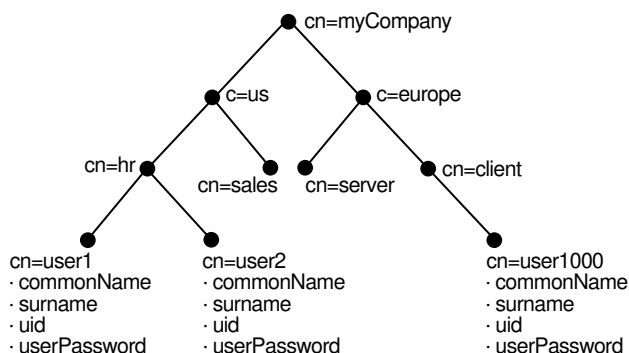 cn=myCompany
c=us
c=europe
cn=hr
cn=sales
cn=server
cn=client
cn=user1
· commonName
· surname
· uid
· userPassword
cn=user2
· commonName
· surname
· uid
· userPassword
cn=user1000
· commonName
· surname
· uid
· userPassword